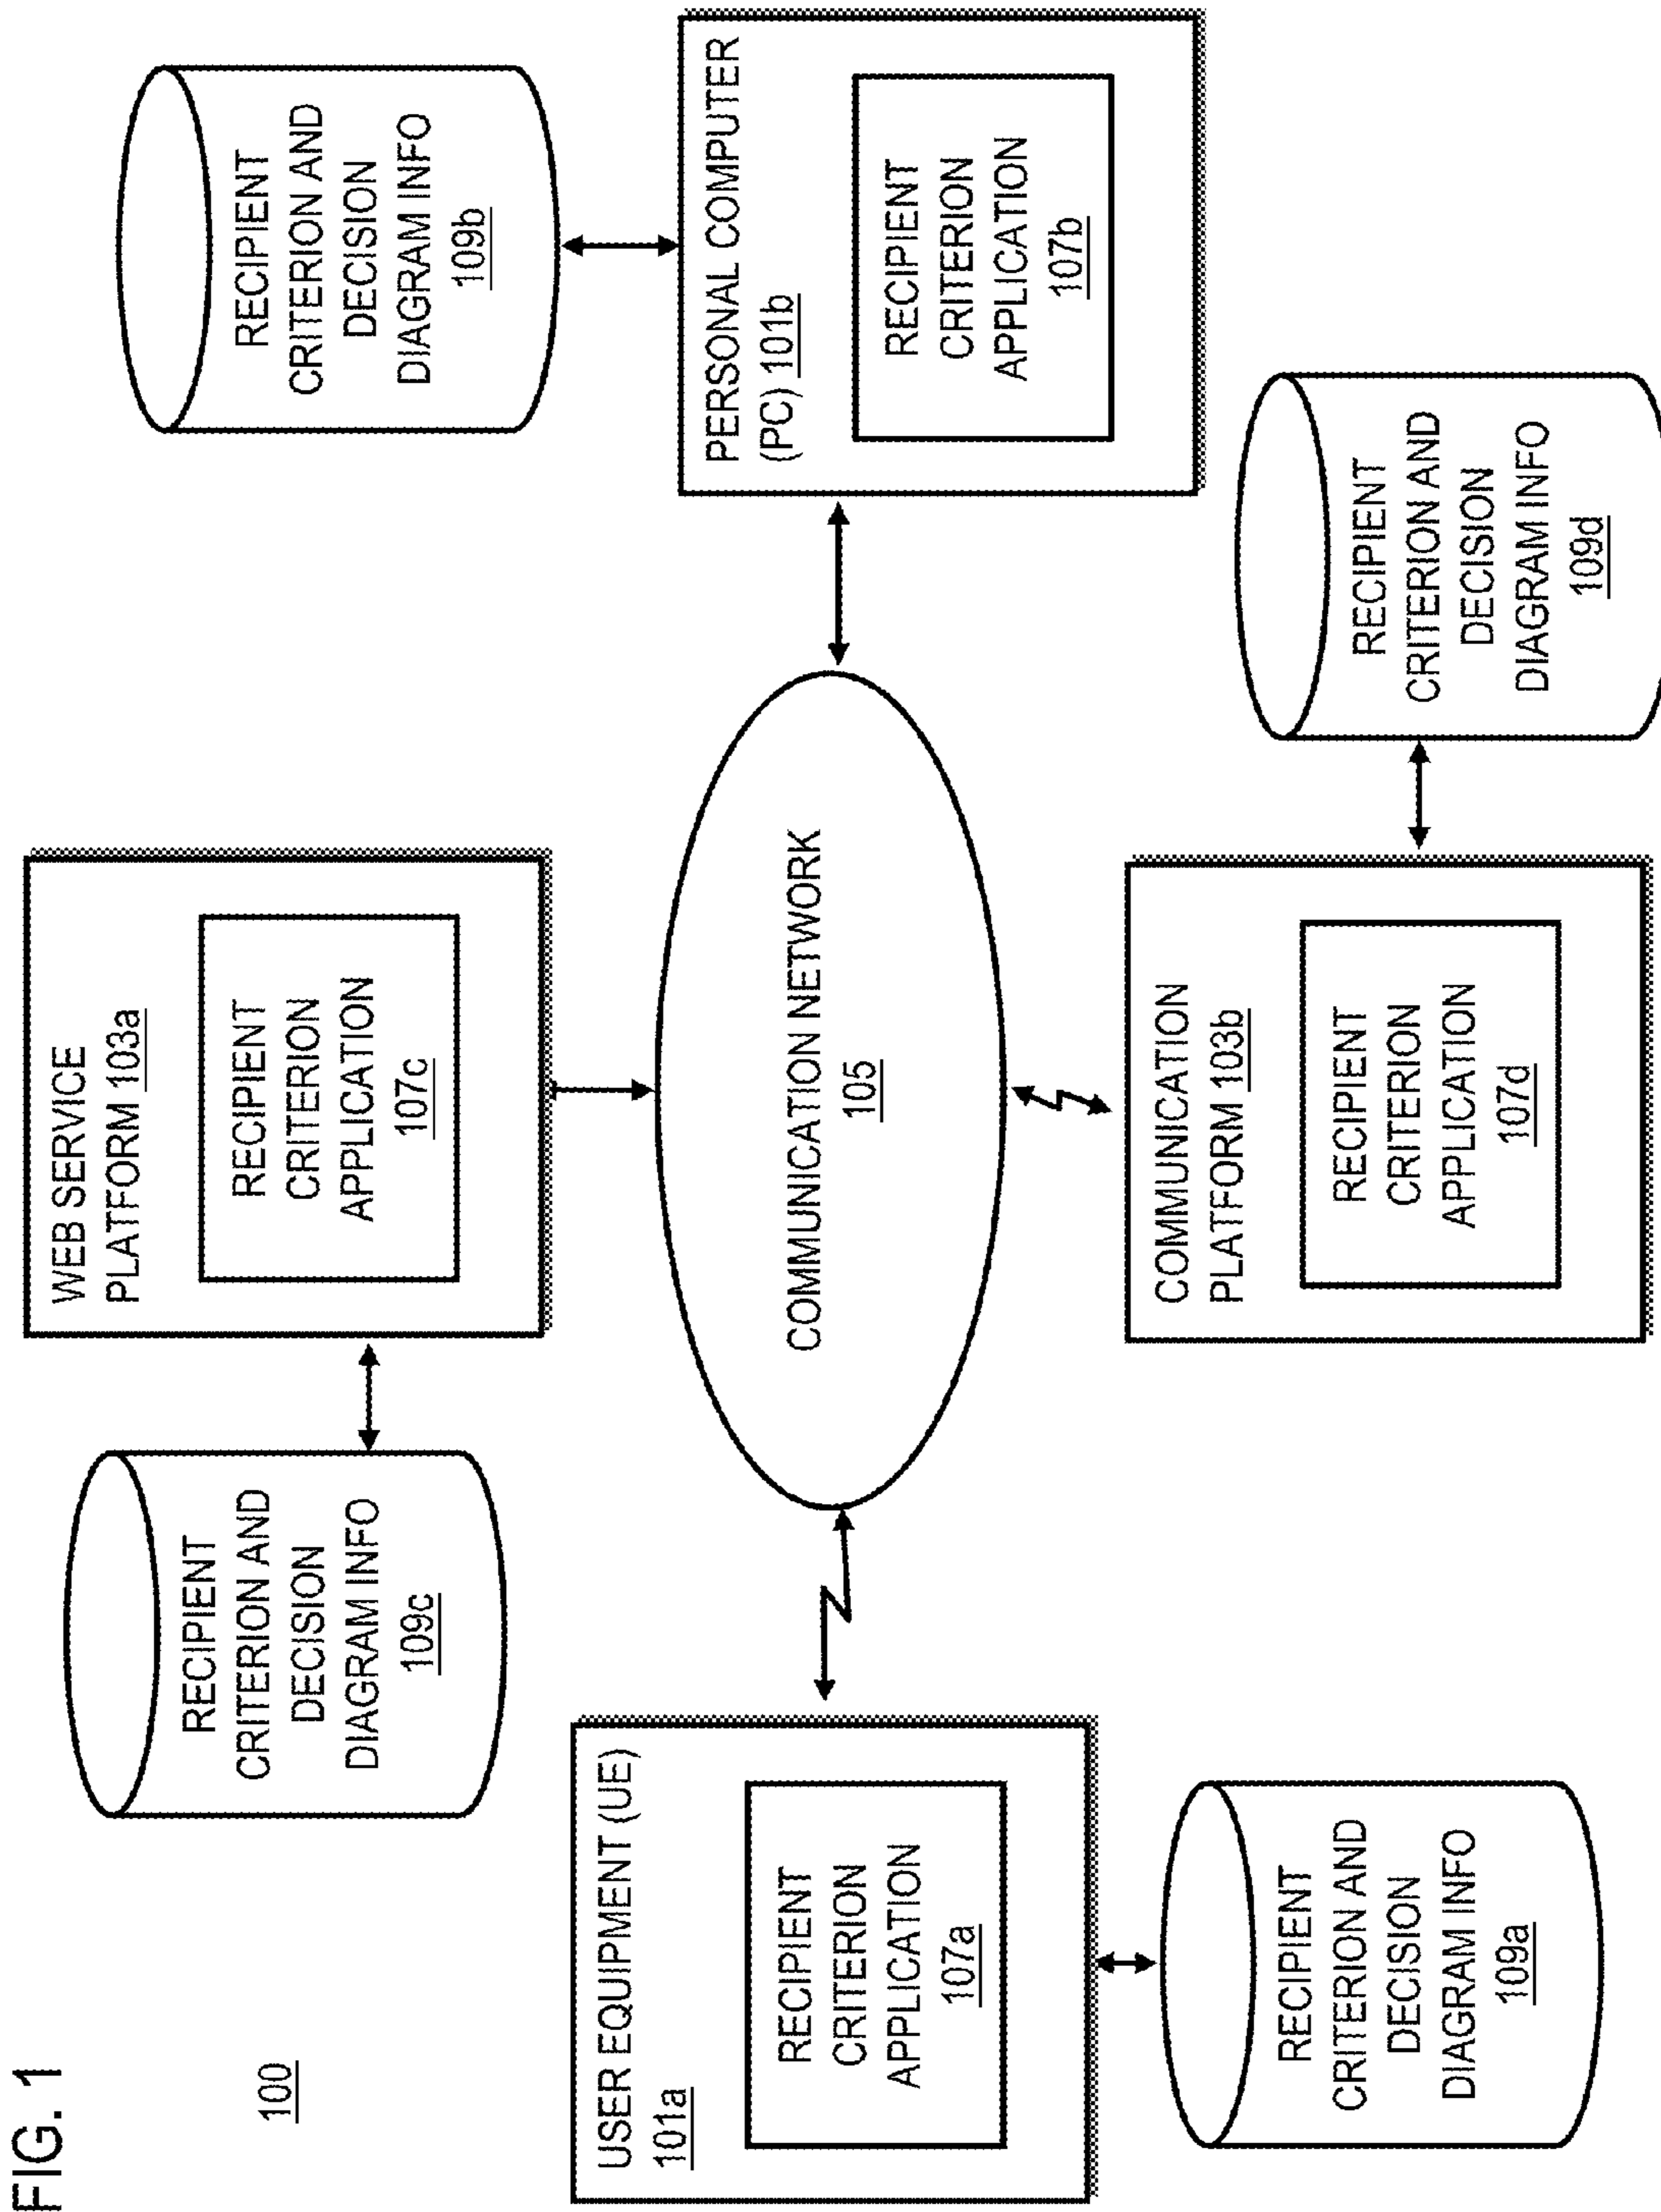 FIG. 1
100
RECIPIENT
CRITERION AND
DECISION
DIAGRAM INFO
109c
WEB SERVICE
PLATFORM 103a
RECIPIENT
CRITERION
APPLICATION
107c
RECIPIENT
CRITERION AND
DECISION
DIAGRAM INFO
109b
USER EQUIPMENT (UE)
101a
RECIPIENT
CRITERION
APPLICATION
107a
COMMUNICATION NETWORK
105
PERSONAL COMPUTER
(PC) 101b
RECIPIENT
CRITERION
APPLICATION
107b
RECIPIENT
CRITERION AND
DECISION
DIAGRAM INFO
109a
COMMUNICATION
PLATFORM 103b
RECIPIENT
CRITERION
APPLICATION
107d
RECIPIENT
CRITERION AND
DECISION
DIAGRAM INFO
109d